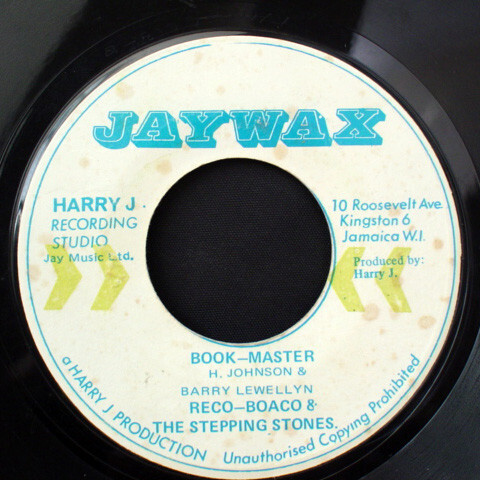 JAYWAX
HARRY J.
RECORDING
STUDIO
Jay Music Ltd.
10 Roosevelt Ave.
Kingston 6
Jamaica W.I.
Produced by:
Harry J.
BOOK-MASTER
H. JOHNSON &
BARRY LEWELLYN
RECO-BOACO &
THE STEPPING STONES.
a HARRY J PRODUCTION
Unauthorised Copying Prohibited